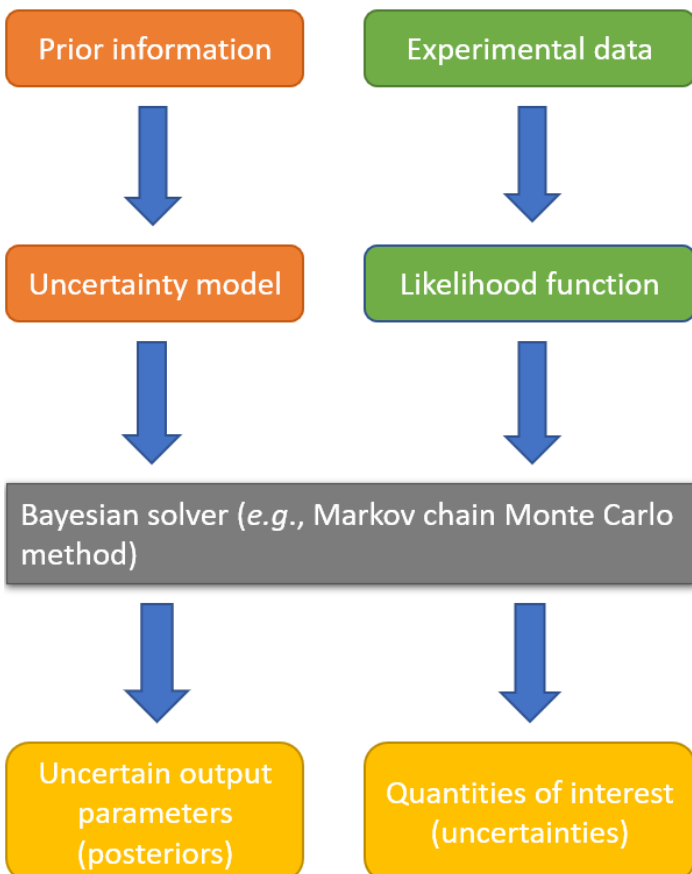 Prior information
Experimental data
Uncertainty model
Likelihood function
Bayesian solver (e.g., Markov chain Monte Carlo
method)
Uncertain output
parameters
(posteriors)
Quantities of interest
(uncertainties)